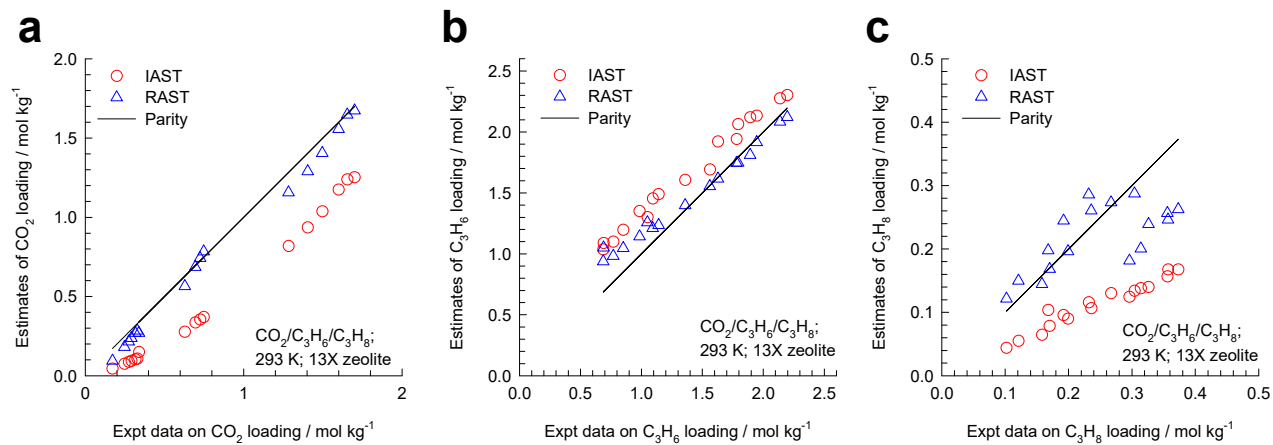 a
2.0
1.5
1.0
0.5
0.0
Estimates of CO₂ loading / mol kg⁻¹
IAST
RAST
Parity
CO₂/C₃H₆/C₃H₈;
293 K; 13X zeolite
0
1
2
Expt data on CO₂ loading / mol kg⁻¹
b
2.5
2.0
1.5
1.0
0.5
0.0
Estimates of C₃H₆ loading / mol kg⁻¹
IAST
RAST
Parity
CO₂/C₃H₆/C₃H₈;
293 K; 13X zeolite
0.0 0.5 1.0 1.5 2.0 2.5
Expt data on C₃H₆ loading / mol kg⁻¹
c
0.5
0.4
0.3
0.2
0.1
0.0
Estimates of C₃H₈ loading / mol kg⁻¹
IAST
RAST
Parity
CO₂/C₃H₆/C₃H₈;
293 K; 13X zeolite
0.0 0.1 0.2 0.3 0.4 0.5
Expt data on C₃H₈ loading / mol kg⁻¹